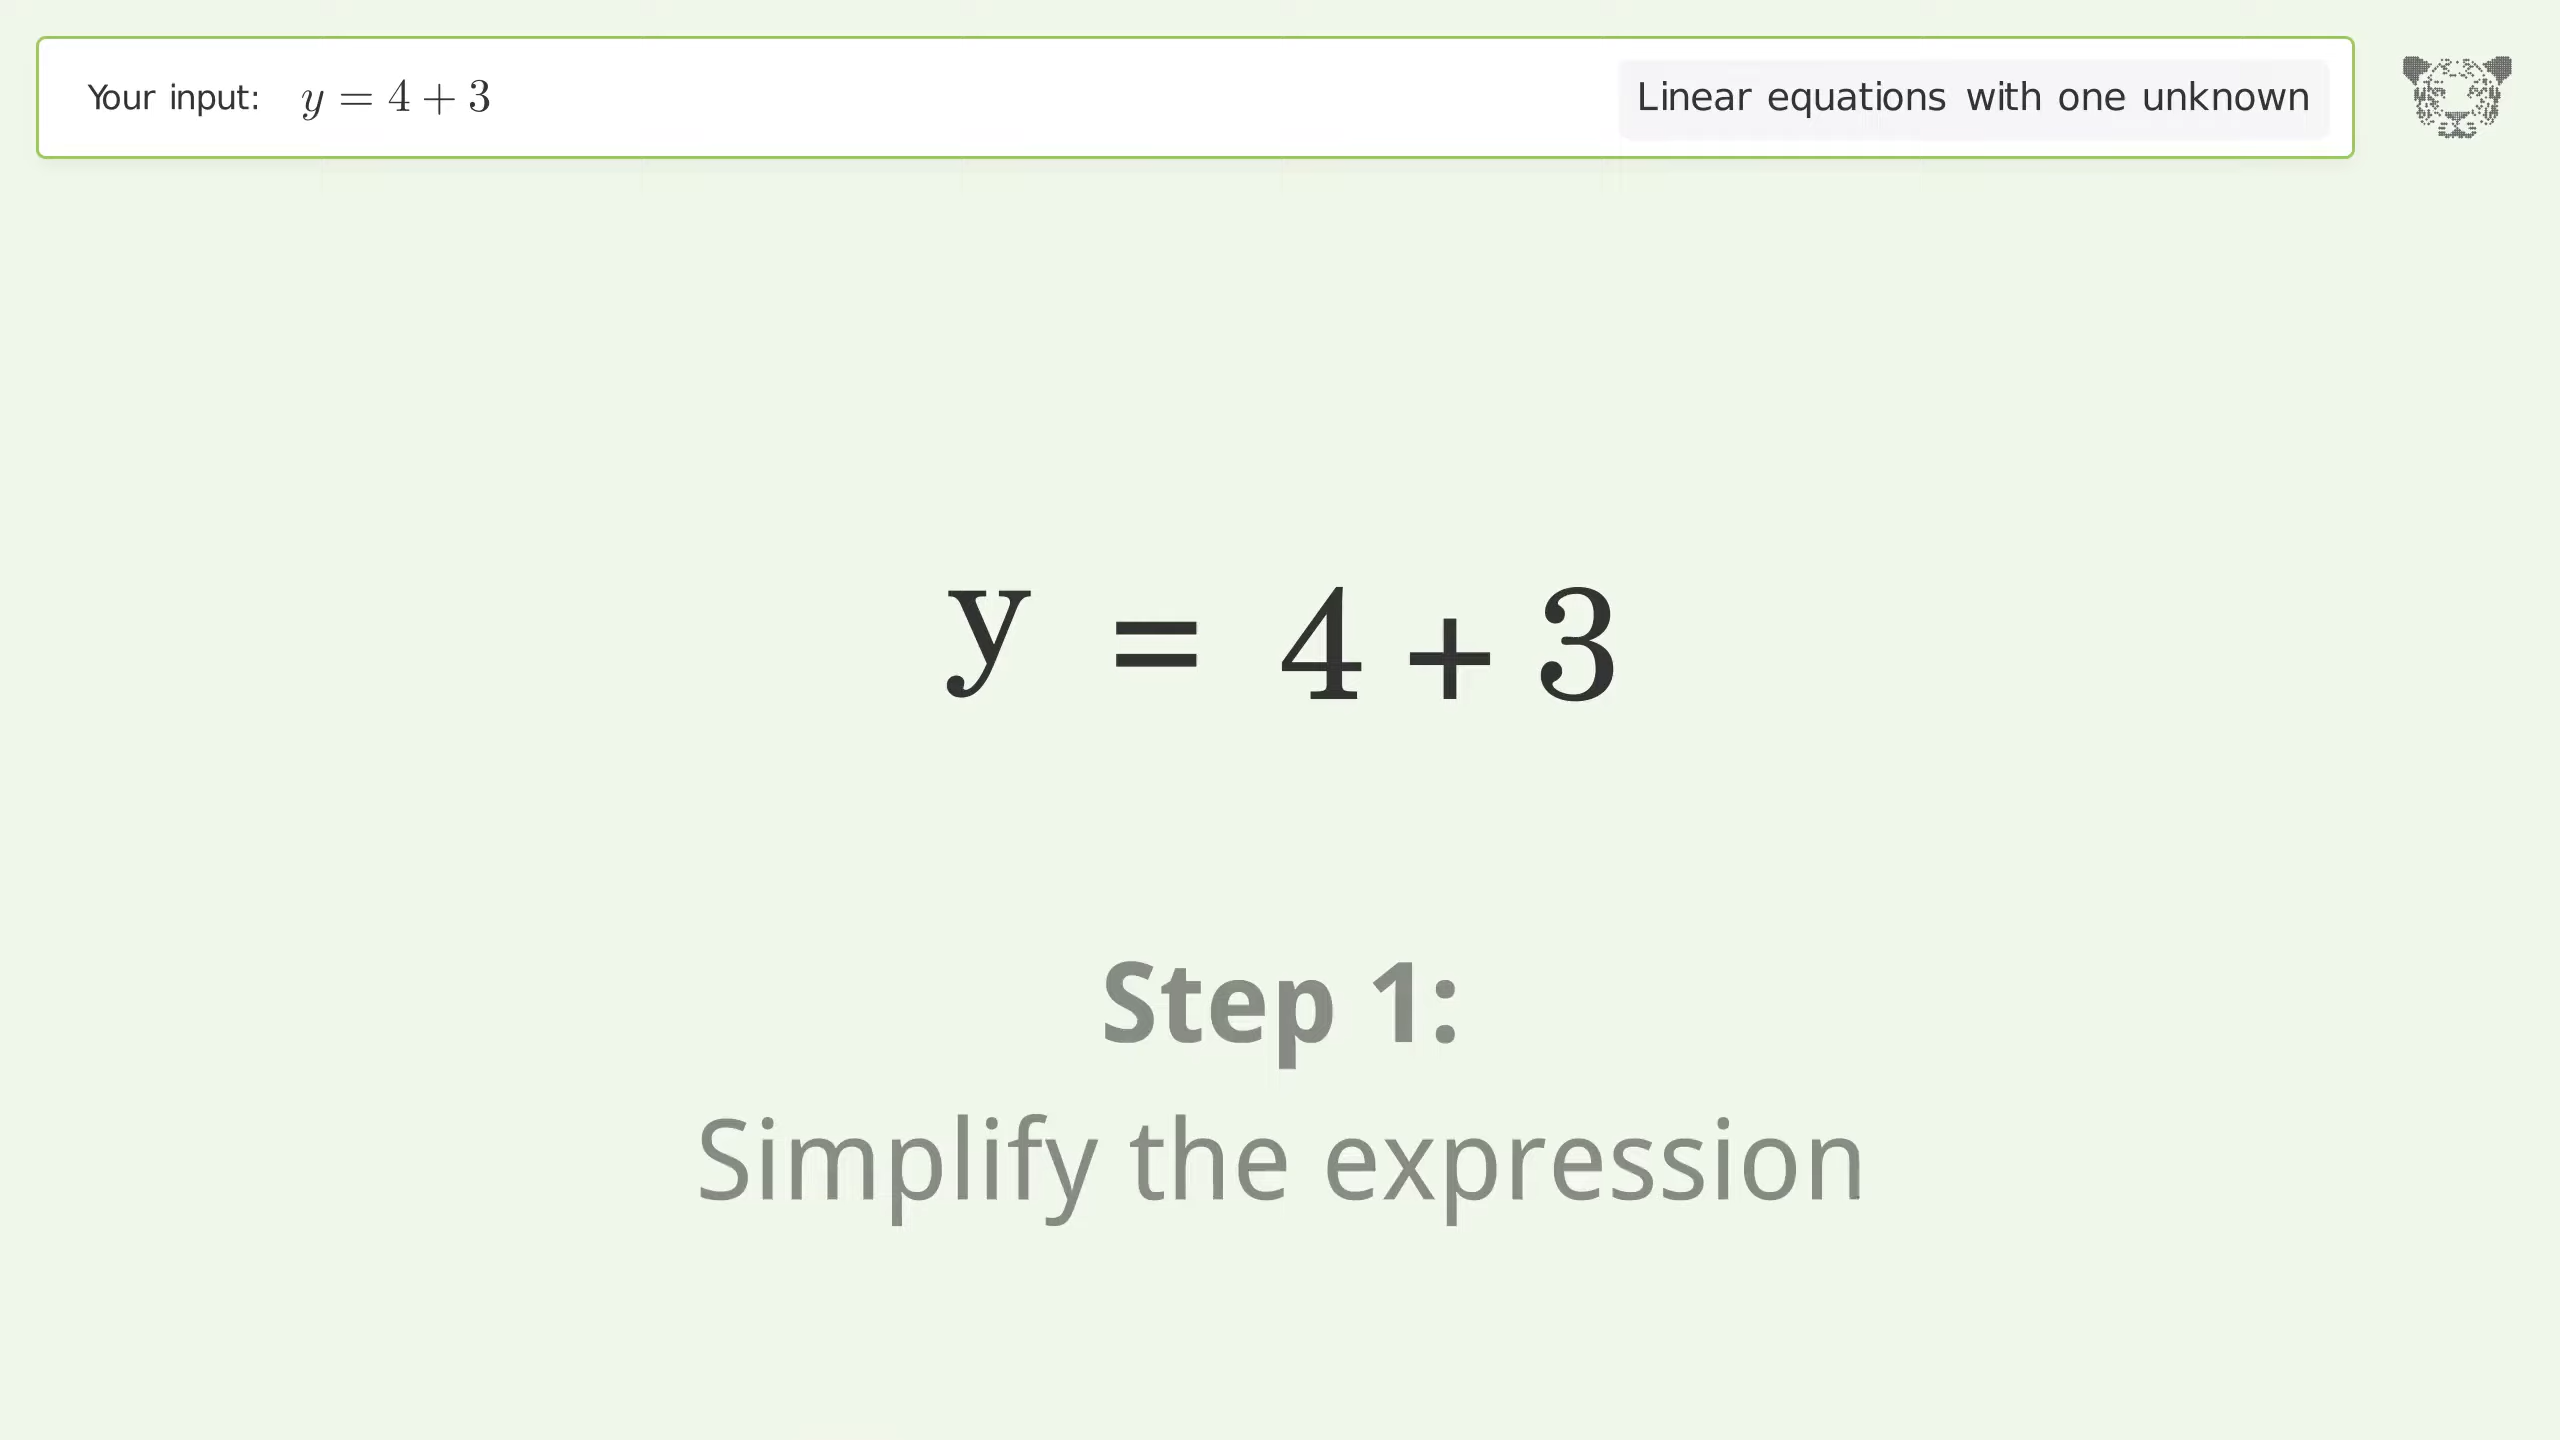 Your input: y = 4 + 3 Linear equations with one unknown
y = 4 + 3
Step 1:
Simplify the expression